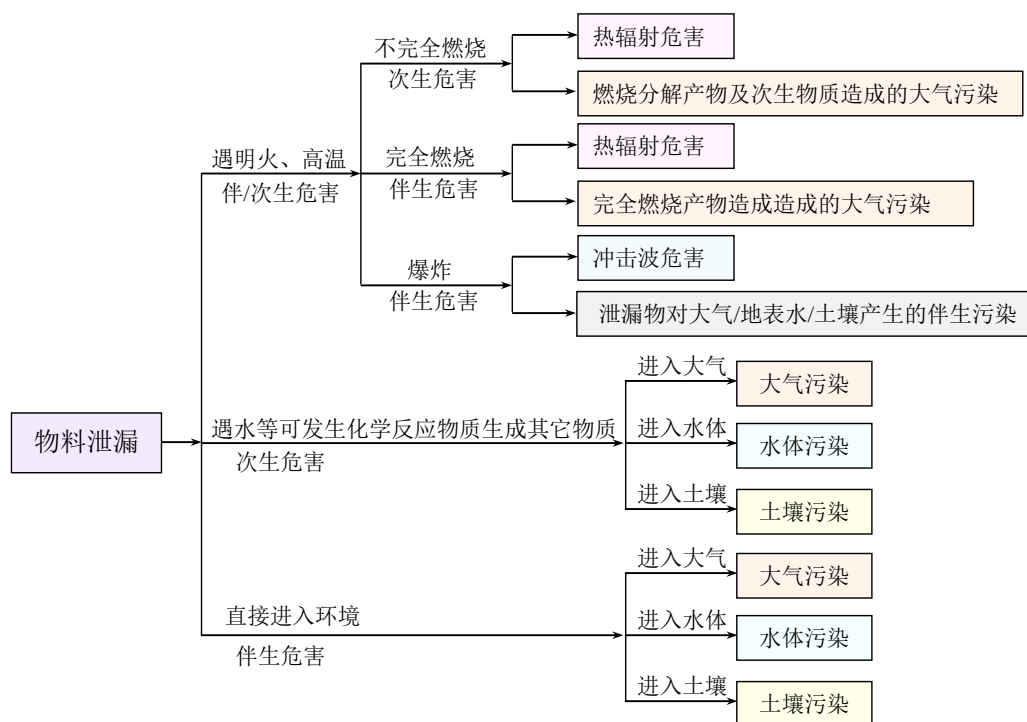 不完全燃烧
次生危害
热辐射危害
燃烧分解产物及次生物质造成的大气污染
遇明火、高温
伴/次生危害
完全燃烧
伴生危害
热辐射危害
完全燃烧产物造成造成的大气污染
爆炸
伴生危害
冲击波危害
泄漏物对大气/地表水/土壤产生的伴生污染
物料泄漏
遇水等可发生化学反应物质生成其它物质
次生危害
进入大气
大气污染
进入水体
水体污染
进入土壤
土壤污染
直接进入环境
伴生危害
进入大气
大气污染
进入水体
水体污染
进入土壤
土壤污染